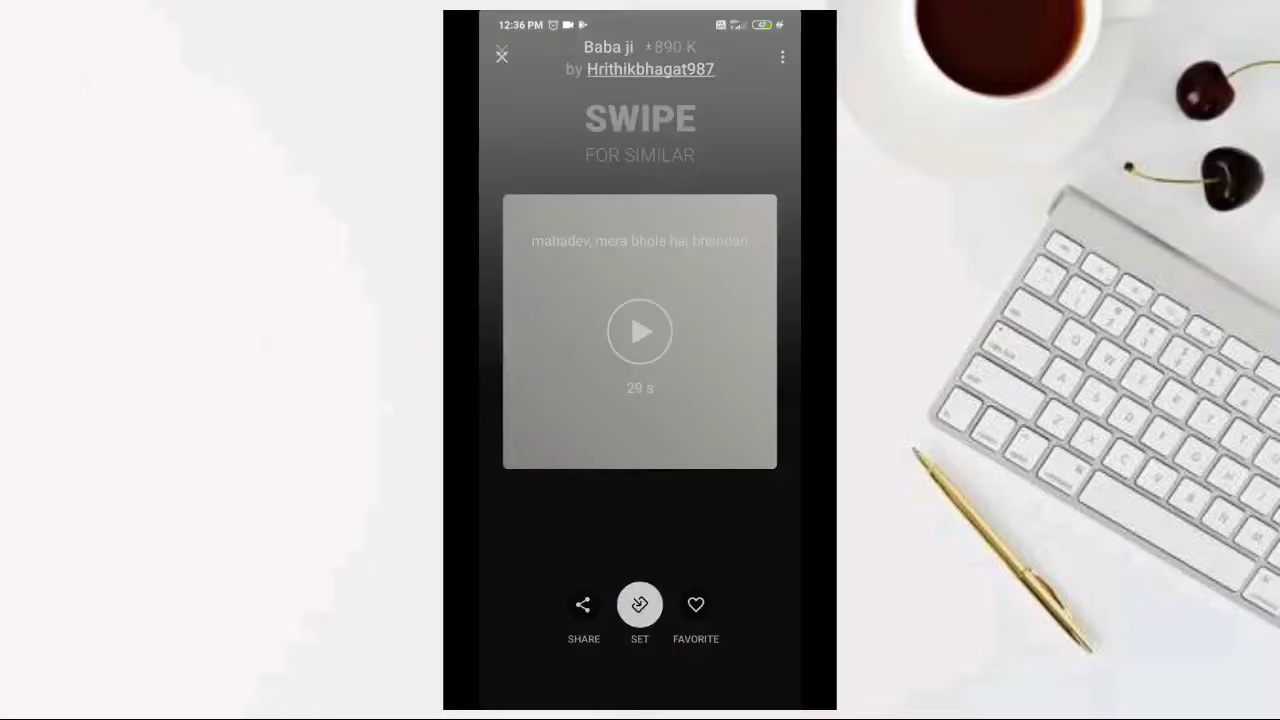 12:36 PM
Baba ji 890 K
by Hrithikbhagat987
SWIPE
FOR SIMILAR
mahadev, mera bhola hai bhandari
29 s
SHARE SET FAVORITE